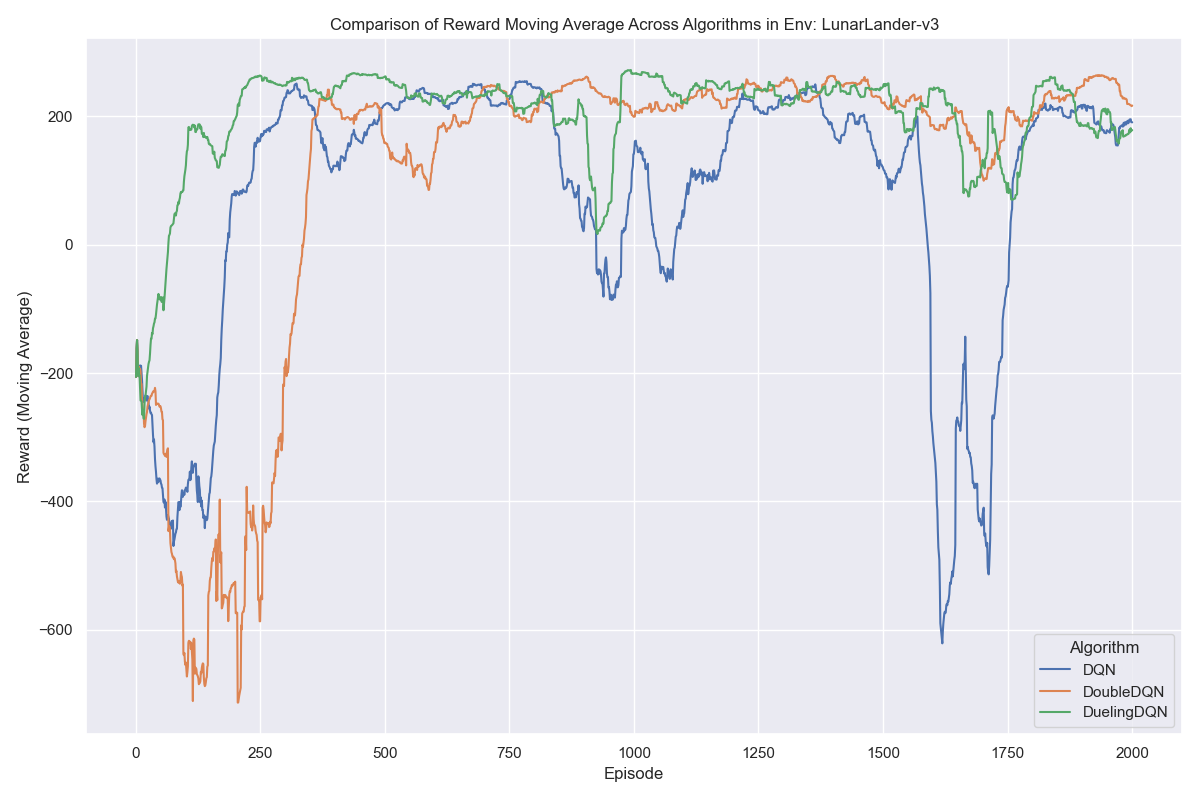 Comparison of Reward Moving Average Across Algorithms in Env: LunarLander-v3
200
0
−200
−400
−600
Reward (Moving Average)
0 250 500 750 1000 1250 1500 1750 2000
Episode
Algorithm
DQN
DoubleDQN
DuelingDQN